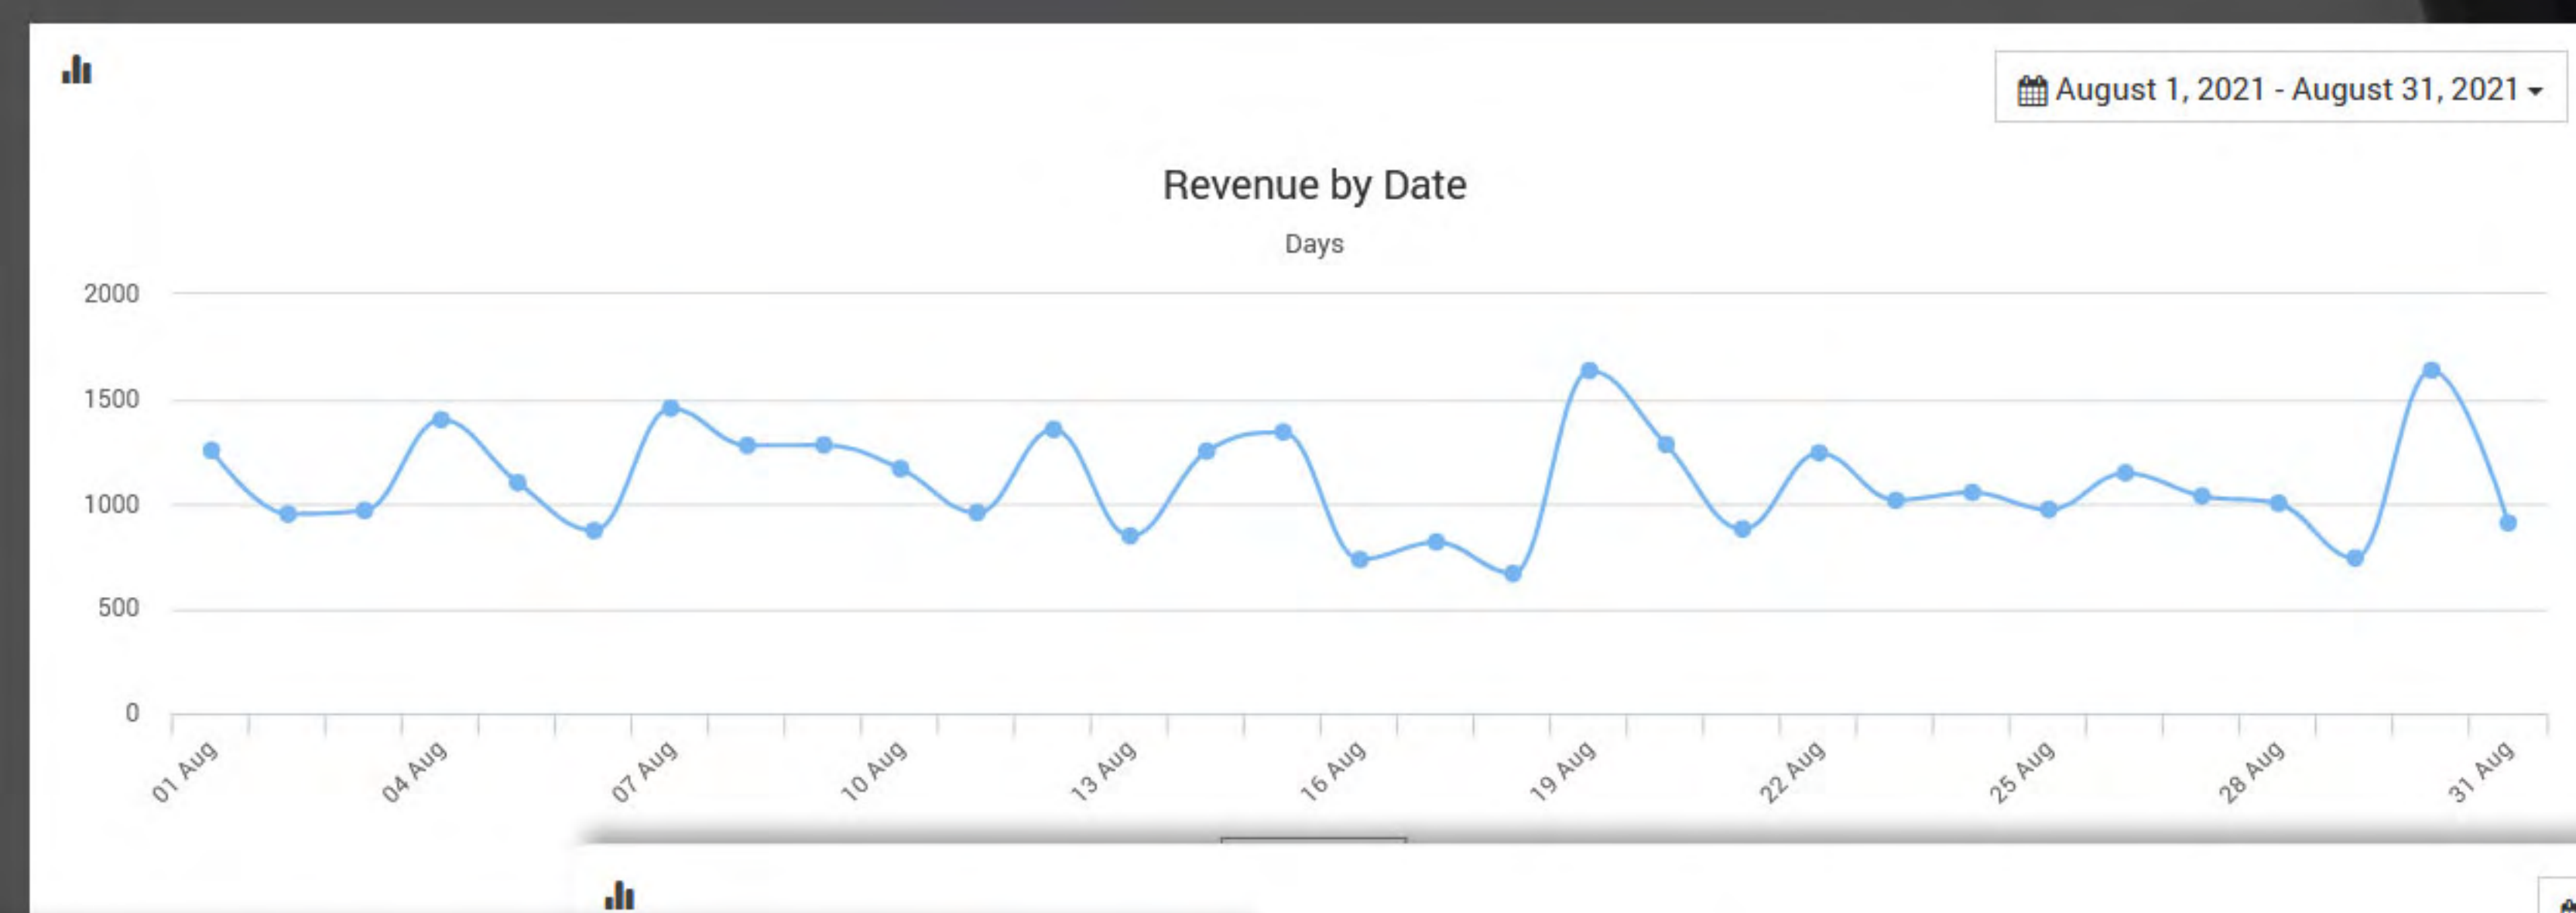 August 1, 2021 - August 31, 2021
Revenue by Date
Days
2000
1500
1000
500
0
01 Aug
04 Aug
07 Aug
10 Aug
13 Aug
16 Aug
19 Aug
22 Aug
25 Aug
28 Aug
31 Aug